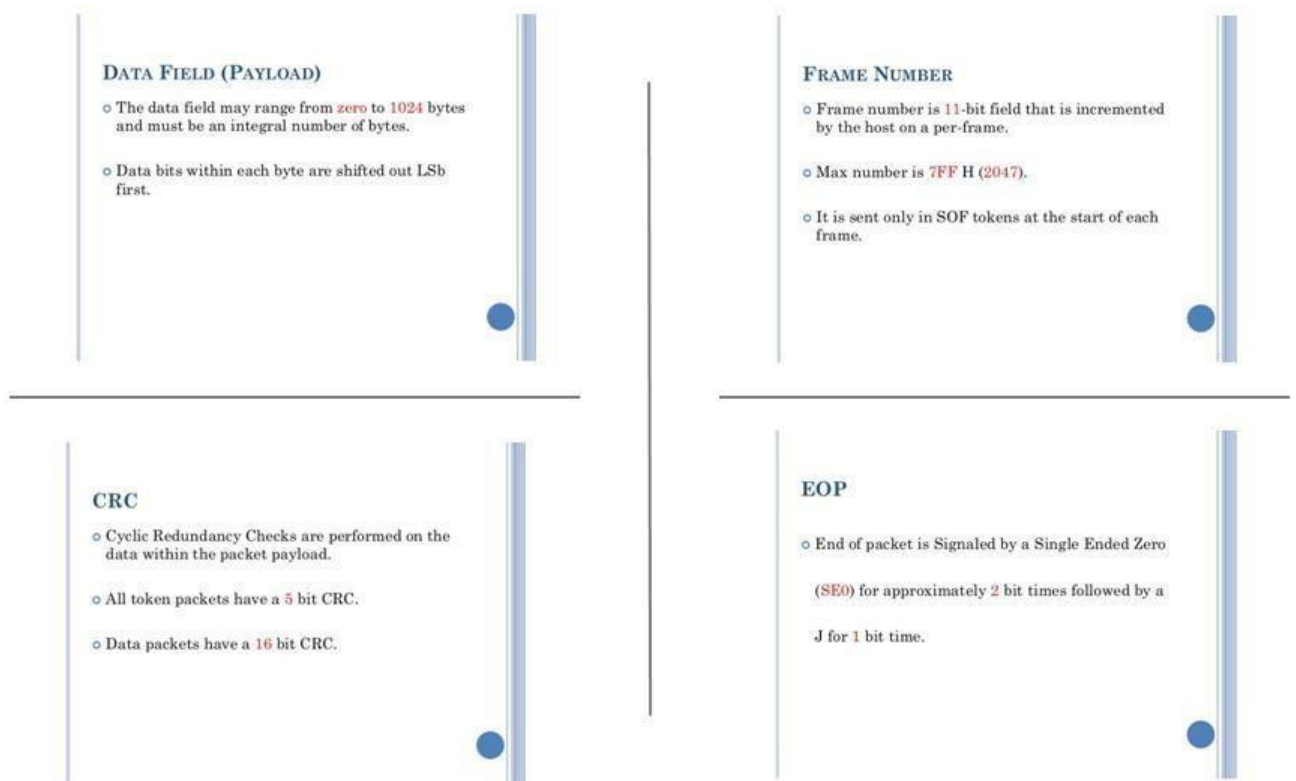 DATA FIELD (PAYLOAD)
The data field may range from zero to 1024 bytes
and must be an integral number of bytes.
Data bits within each byte are shifted out LSb
first.
FRAME NUMBER
Frame number is 11-bit field that is incremented
by the host on a per-frame.
Max number is 7FF H (2047).
It is sent only in SOF tokens at the start of each
frame.
CRC
Cyclic Redundancy Checks are performed on the
data within the packet payload.
All token packets have a 5 bit CRC.
Data packets have a 16 bit CRC.
EOP
End of packet is Signaled by a Single Ended Zero
(SE0) for approximately 2 bit times followed by a
J for 1 bit time.